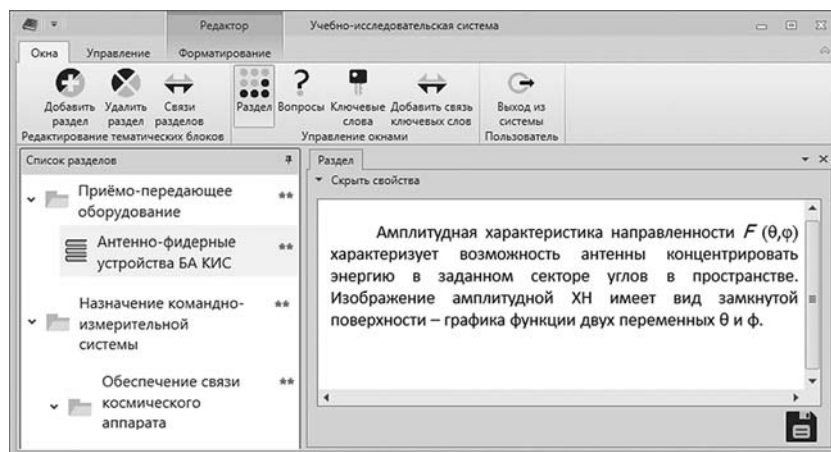 Редактор
Учебно-исследовательская система
Окна Управление Форматирование
Добавить раздел
Удалить раздел
Связи разделов
Раздел
Вопросы
Ключевые слова
Добавить связь ключевых слов
Выход из системы
Редактирование тематических блоков
Управление окнами
Пользователь
Список разделов
Приёмо-передающее
оборудование
**
Антенно-фидерные
устройства БА КИС
**
Назначение командно-
измерительной
системы
**
Обеспечение связи
космического
аппарата
**
Раздел
Скрыть свойства
Амплитудная характеристика направленности F (θ,φ)
характеризует возможность антенны концентрировать
энергию в заданном секторе углов в пространстве.
Изображение амплитудной ХН имеет вид замкнутой
поверхности – графика функции двух переменных θ и ф.